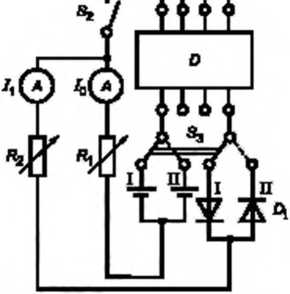 S₂
D
I₁ A I₀ A
S₃
R₂ R₁
I II I II
D₁